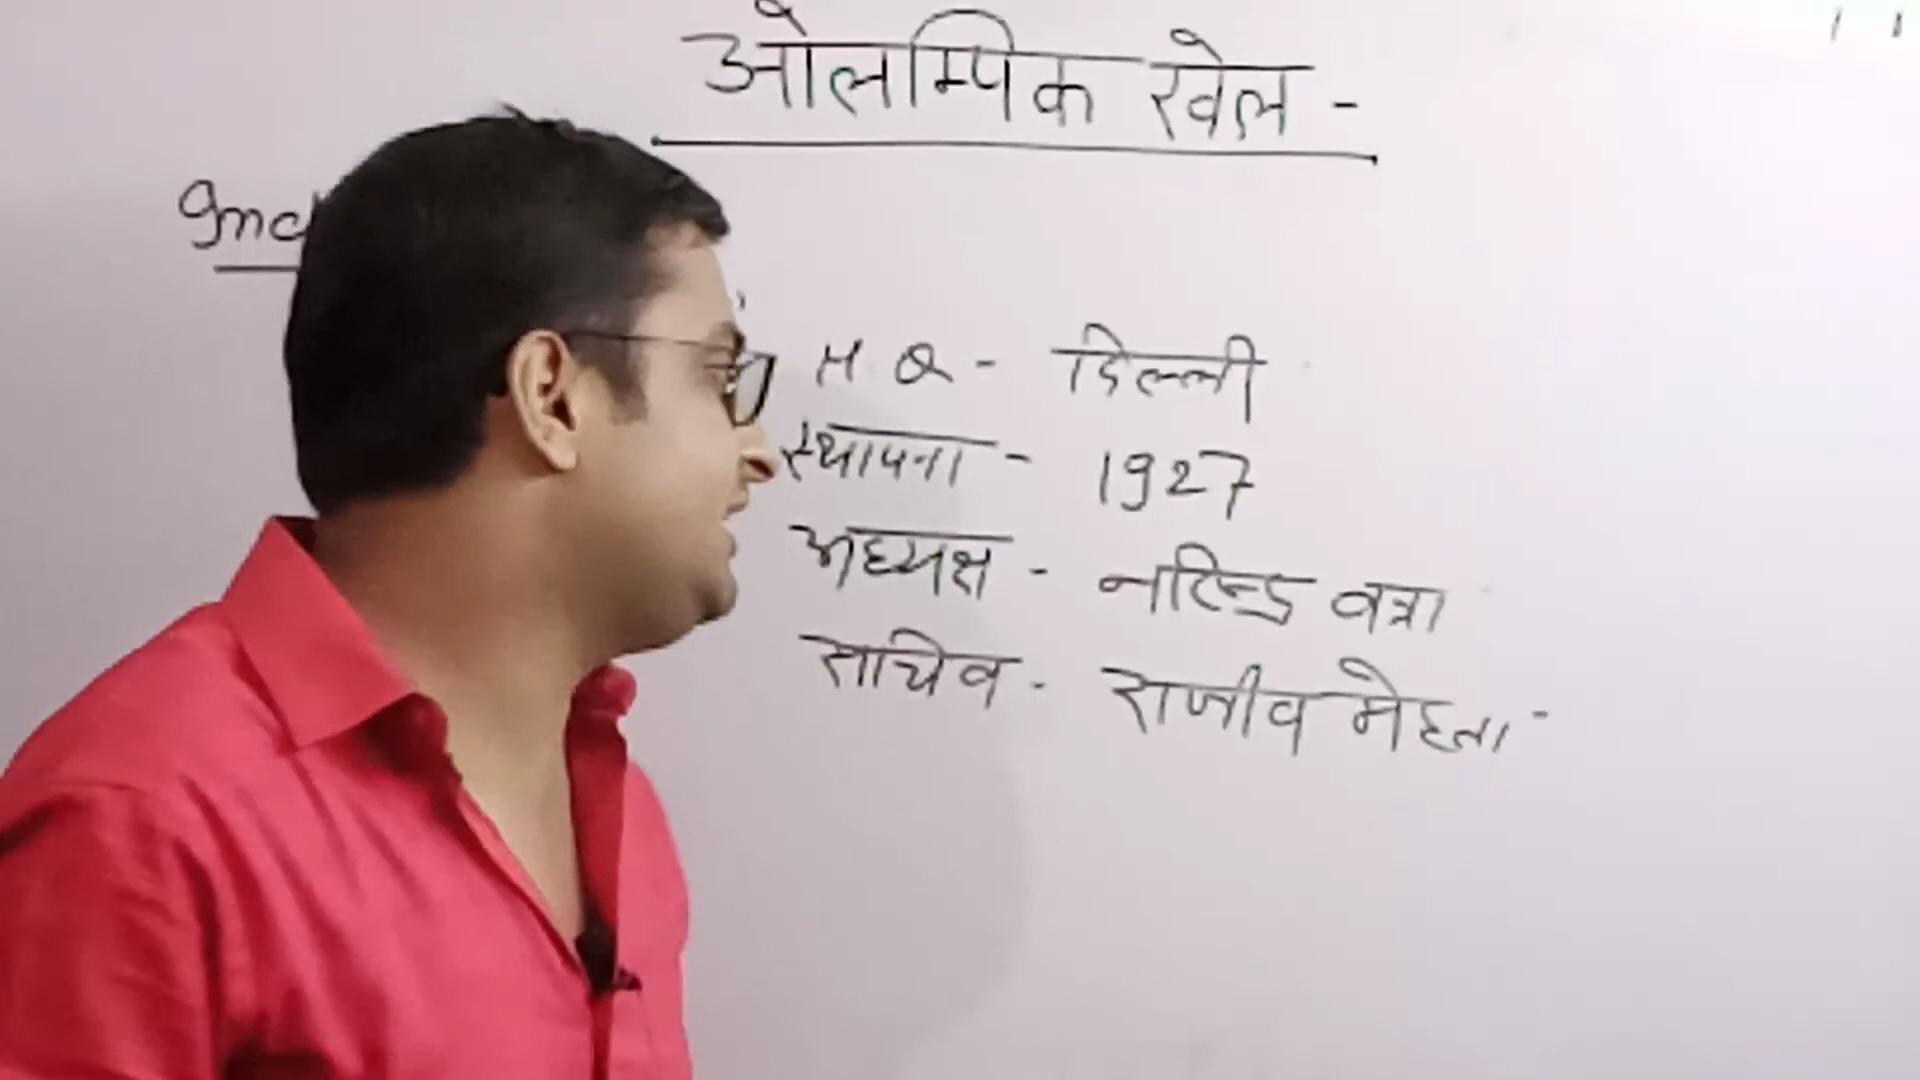 ओलम्पिक खेल -
H.Q - दिल्ली
स्थापना - 1927
अध्यक्ष - नरिन्द्र बत्रा
सचिव - राजीव मेहता -